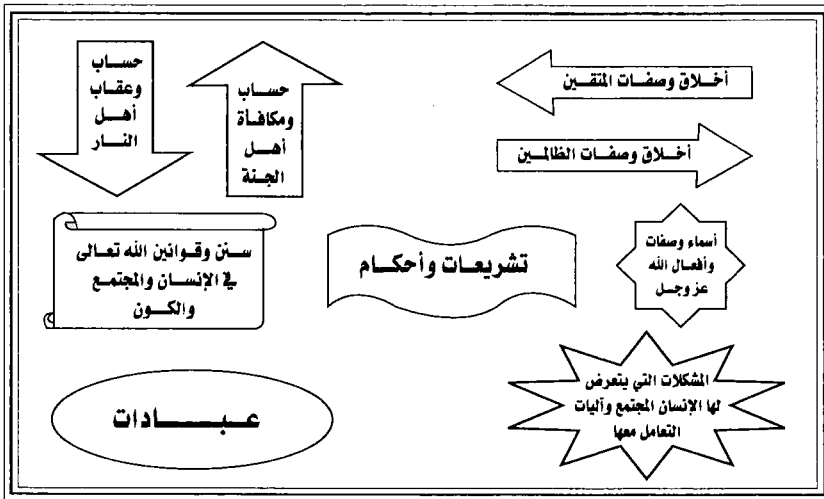 أخلاق وصفات المتقين
أخلاق وصفات الظالمين
حساب
ومكافأة
أهل
الجنة
حساب
وعقاب
أهل
النار
أسماء وصفات
وأفعال الله
عز وجل
تشريعات وأحكام
سنن وقوانين الله تعالى
في الإنسان والمجتمع
والكون
المشكلات التي يتعرض
لها الإنسان المجتمع وآليات
التعامل معها
عبادات